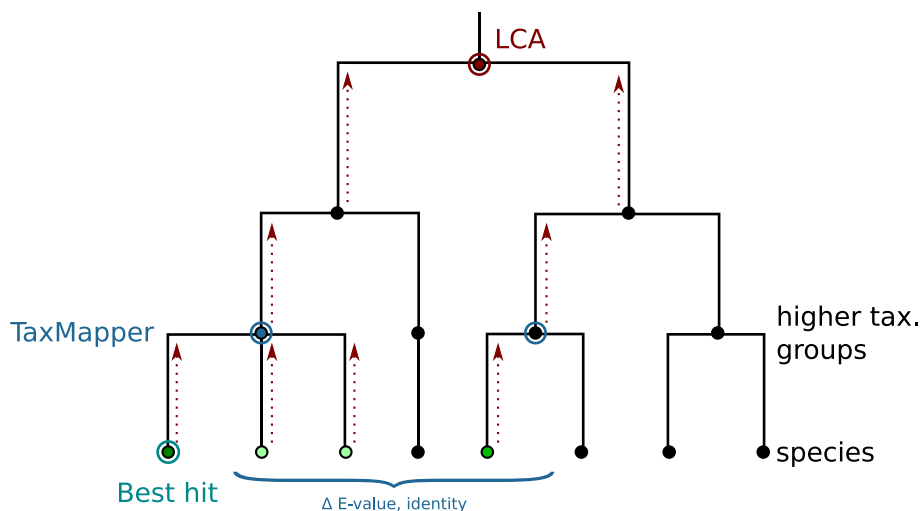 LCA
TaxMapper
higher tax.
groups
species
Best hit
Δ E-value, identity